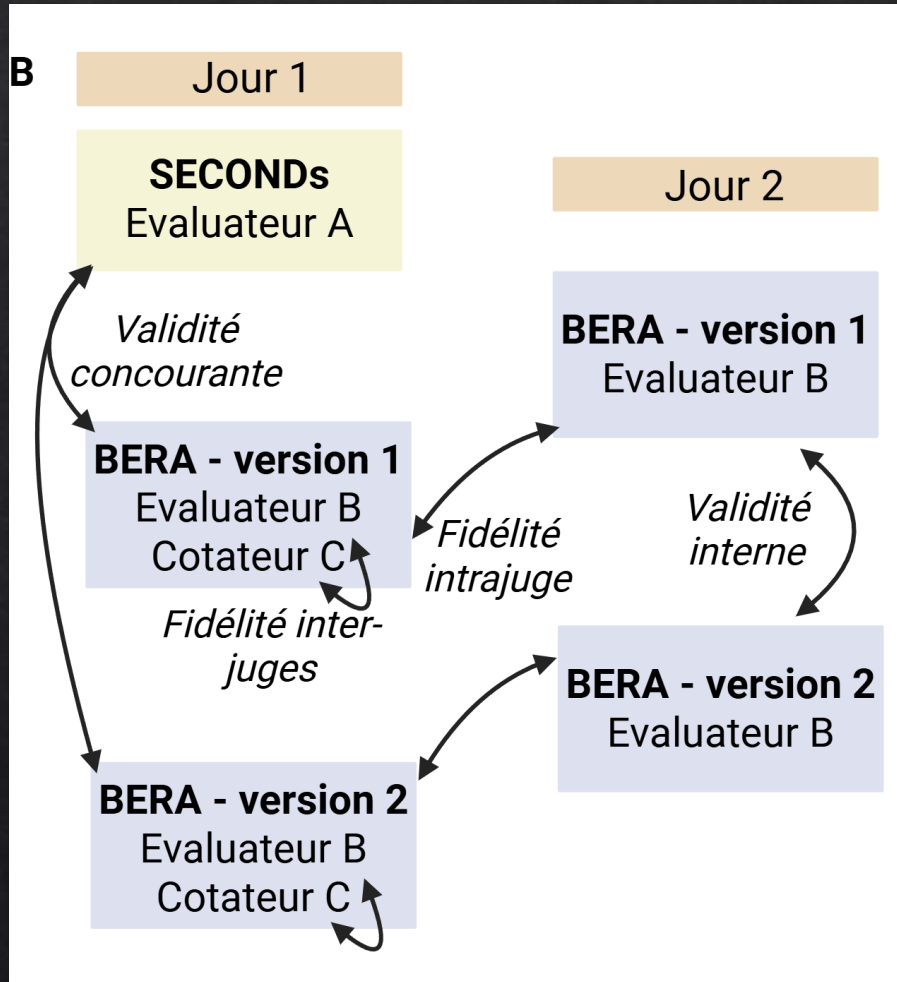 B
Jour 1
SECONDs
Evaluateur A
Validité
concourante
BERA - version 1
Evaluateur B
Cotateur C
Fidélité inter-
juges
BERA - version 2
Evaluateur B
Cotateur C
Fidélité
intrajuge
Jour 2
BERA - version 1
Evaluateur B
Validité
interne
BERA - version 2
Evaluateur B